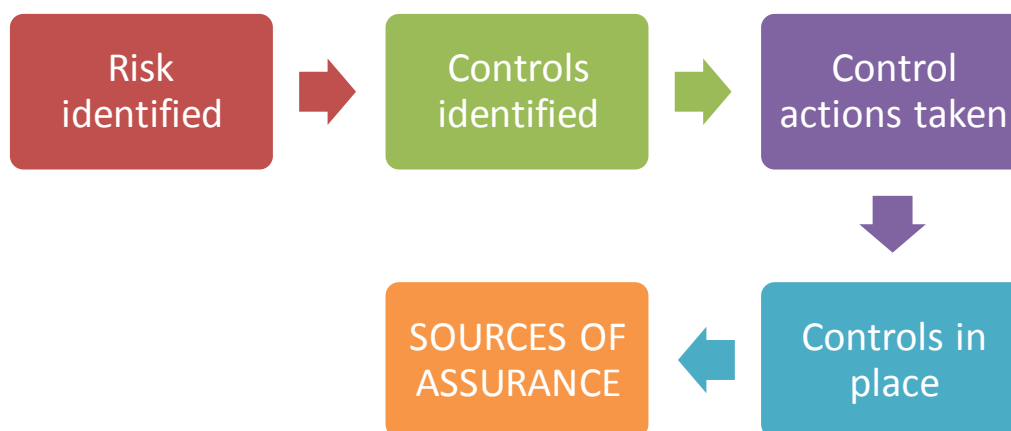 Risk
identified
Controls
identified
Control
actions taken
Controls in
place
SOURCES OF
ASSURANCE